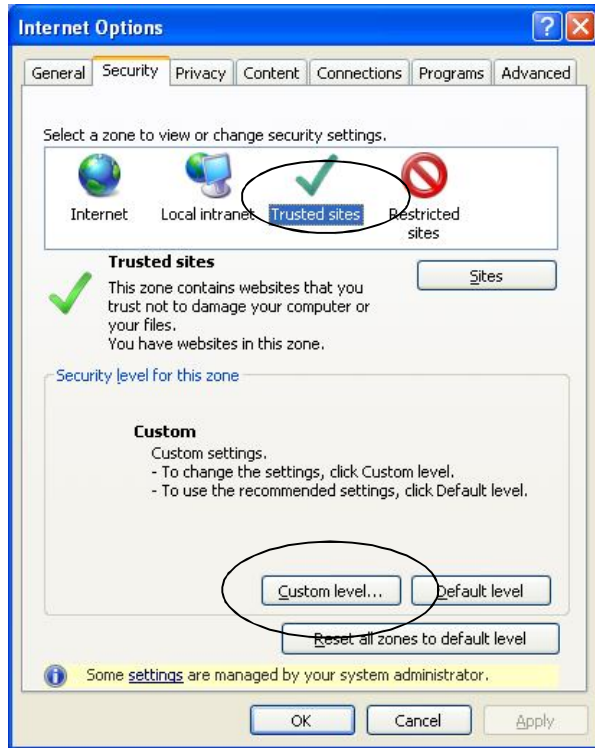 Internet Options
General Security Privacy Content Connections Programs Advanced
Select a zone to view or change security settings.
Internet Local intranet Trusted sites Restricted
sites
Trusted sites
Sites
This zone contains websites that you
trust not to damage your computer or
your files.
You have websites in this zone.
Security level for this zone
Custom
Custom settings.
- To change the settings, click Custom level.
- To use the recommended settings, click Default level.
Custom level... Default level
Reset all zones to default level
Some settings are managed by your system administrator.
OK Cancel Apply